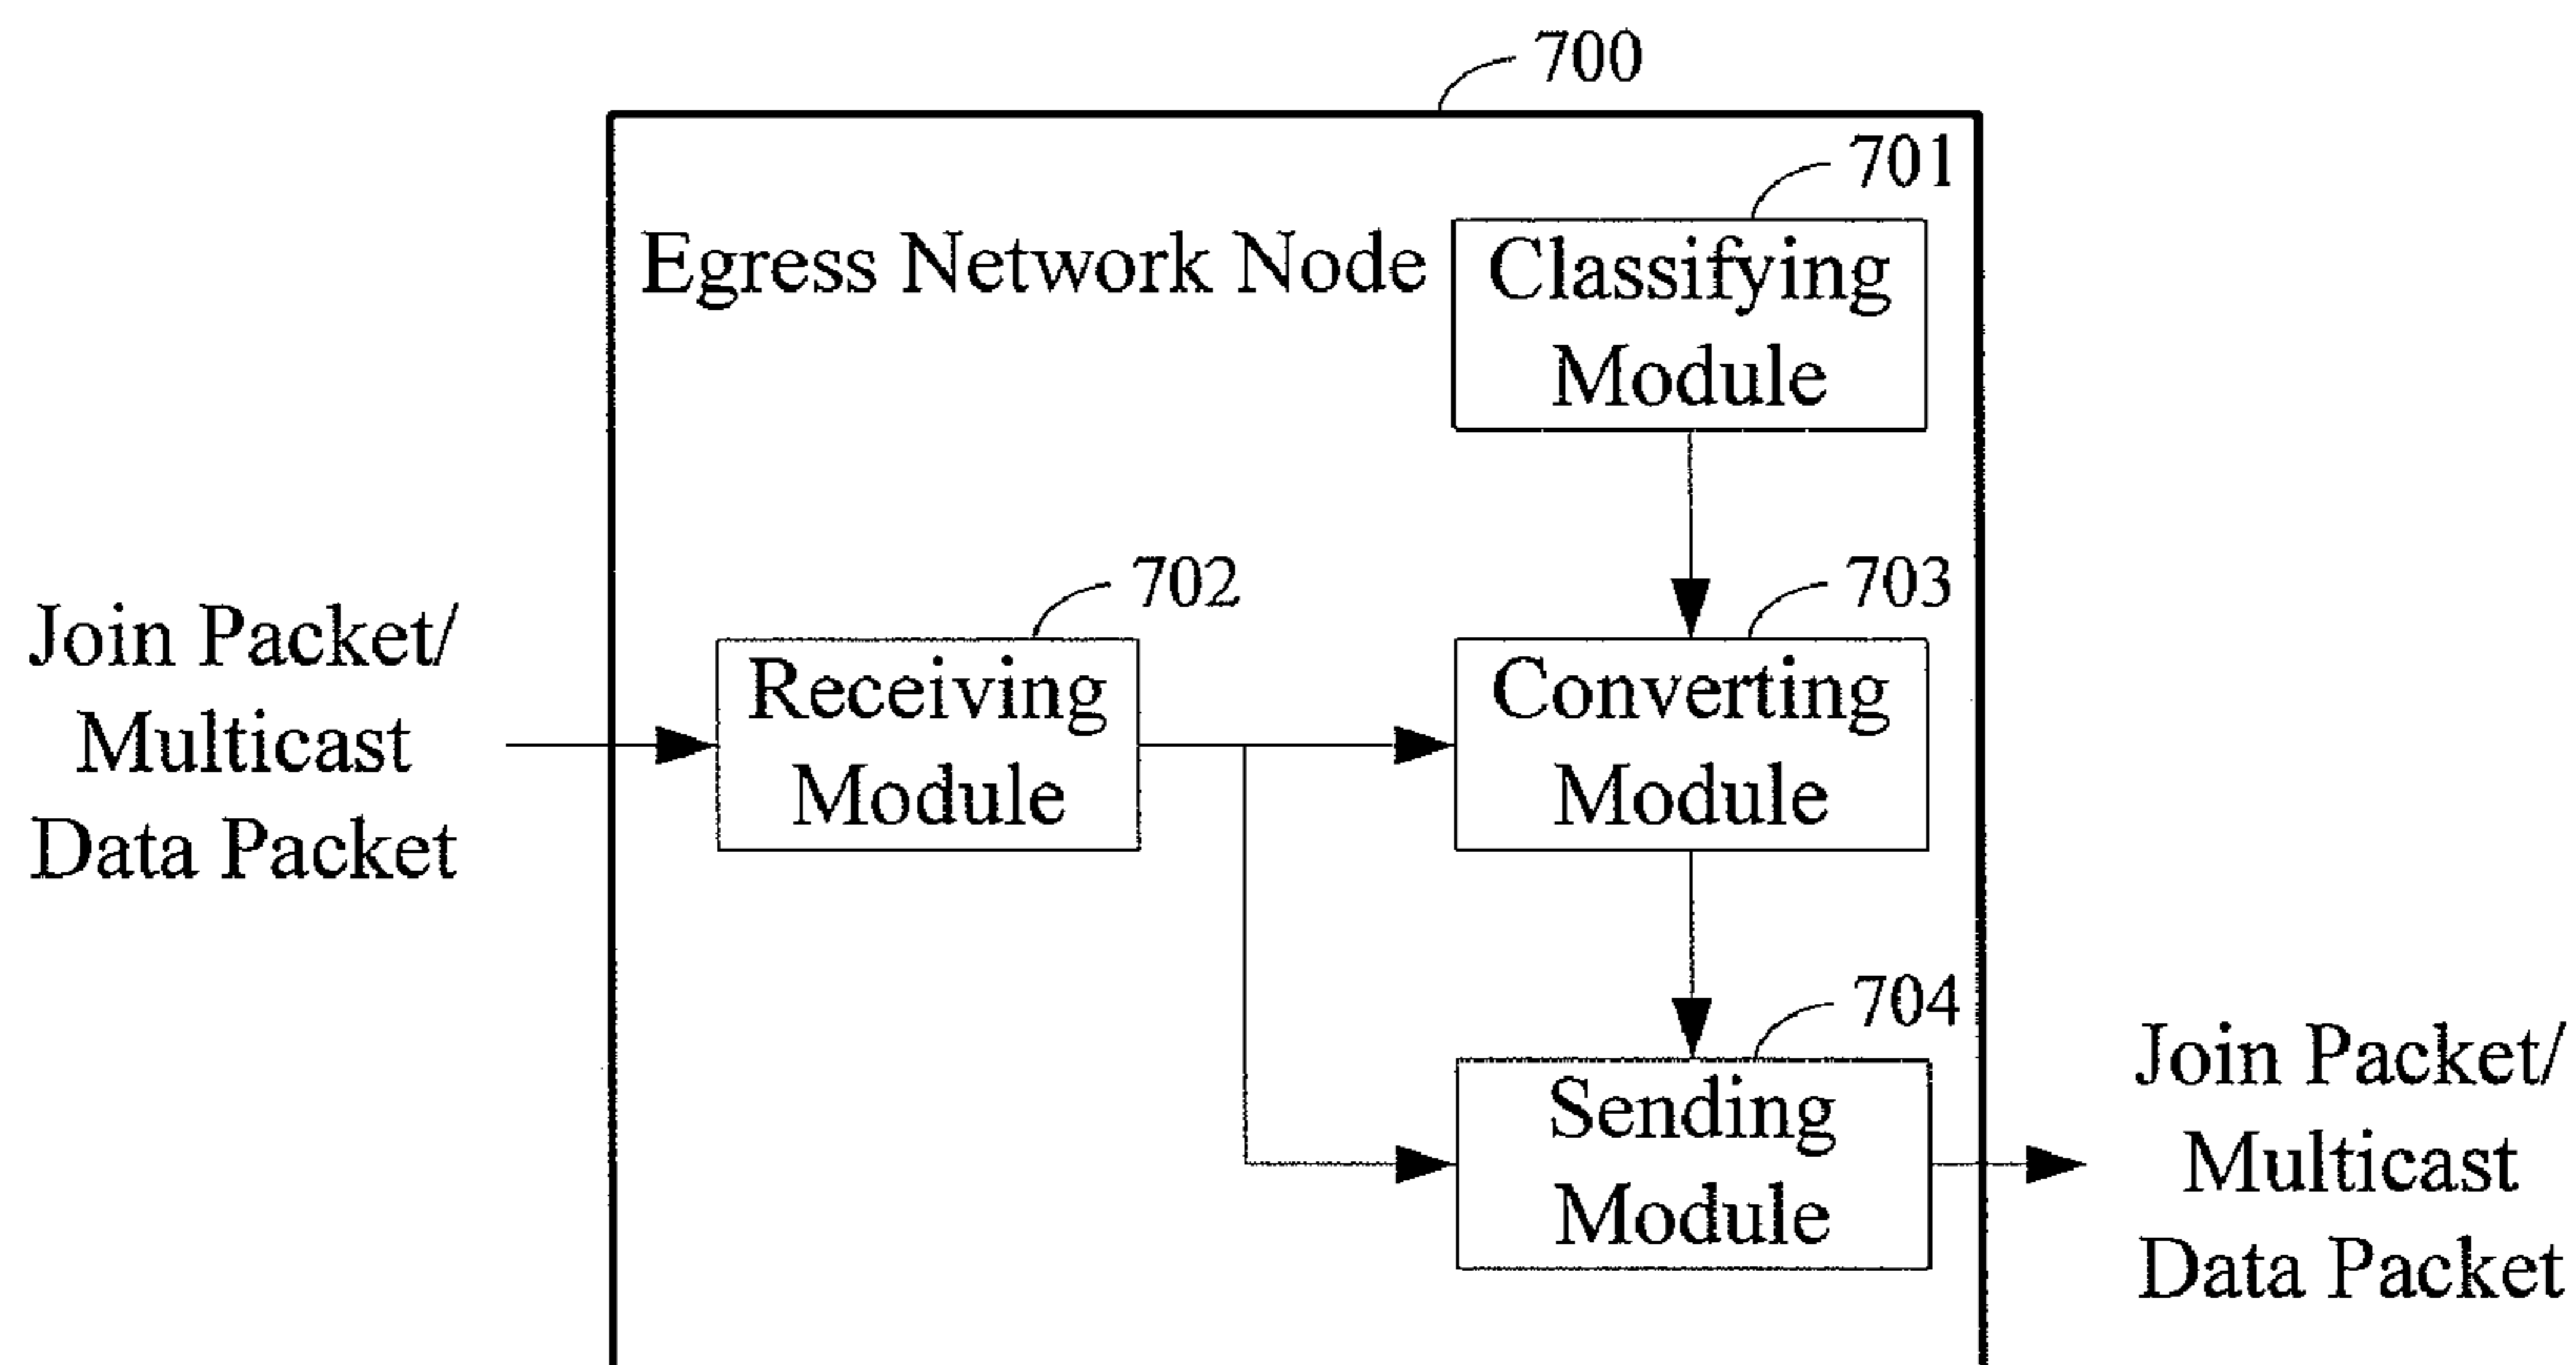 700
701
Egress Network Node
Classifying
Module
702
703
Join Packet/
Multicast
Data Packet
Receiving
Module
Converting
Module
704
Sending
Module
Join Packet/
Multicast
Data Packet